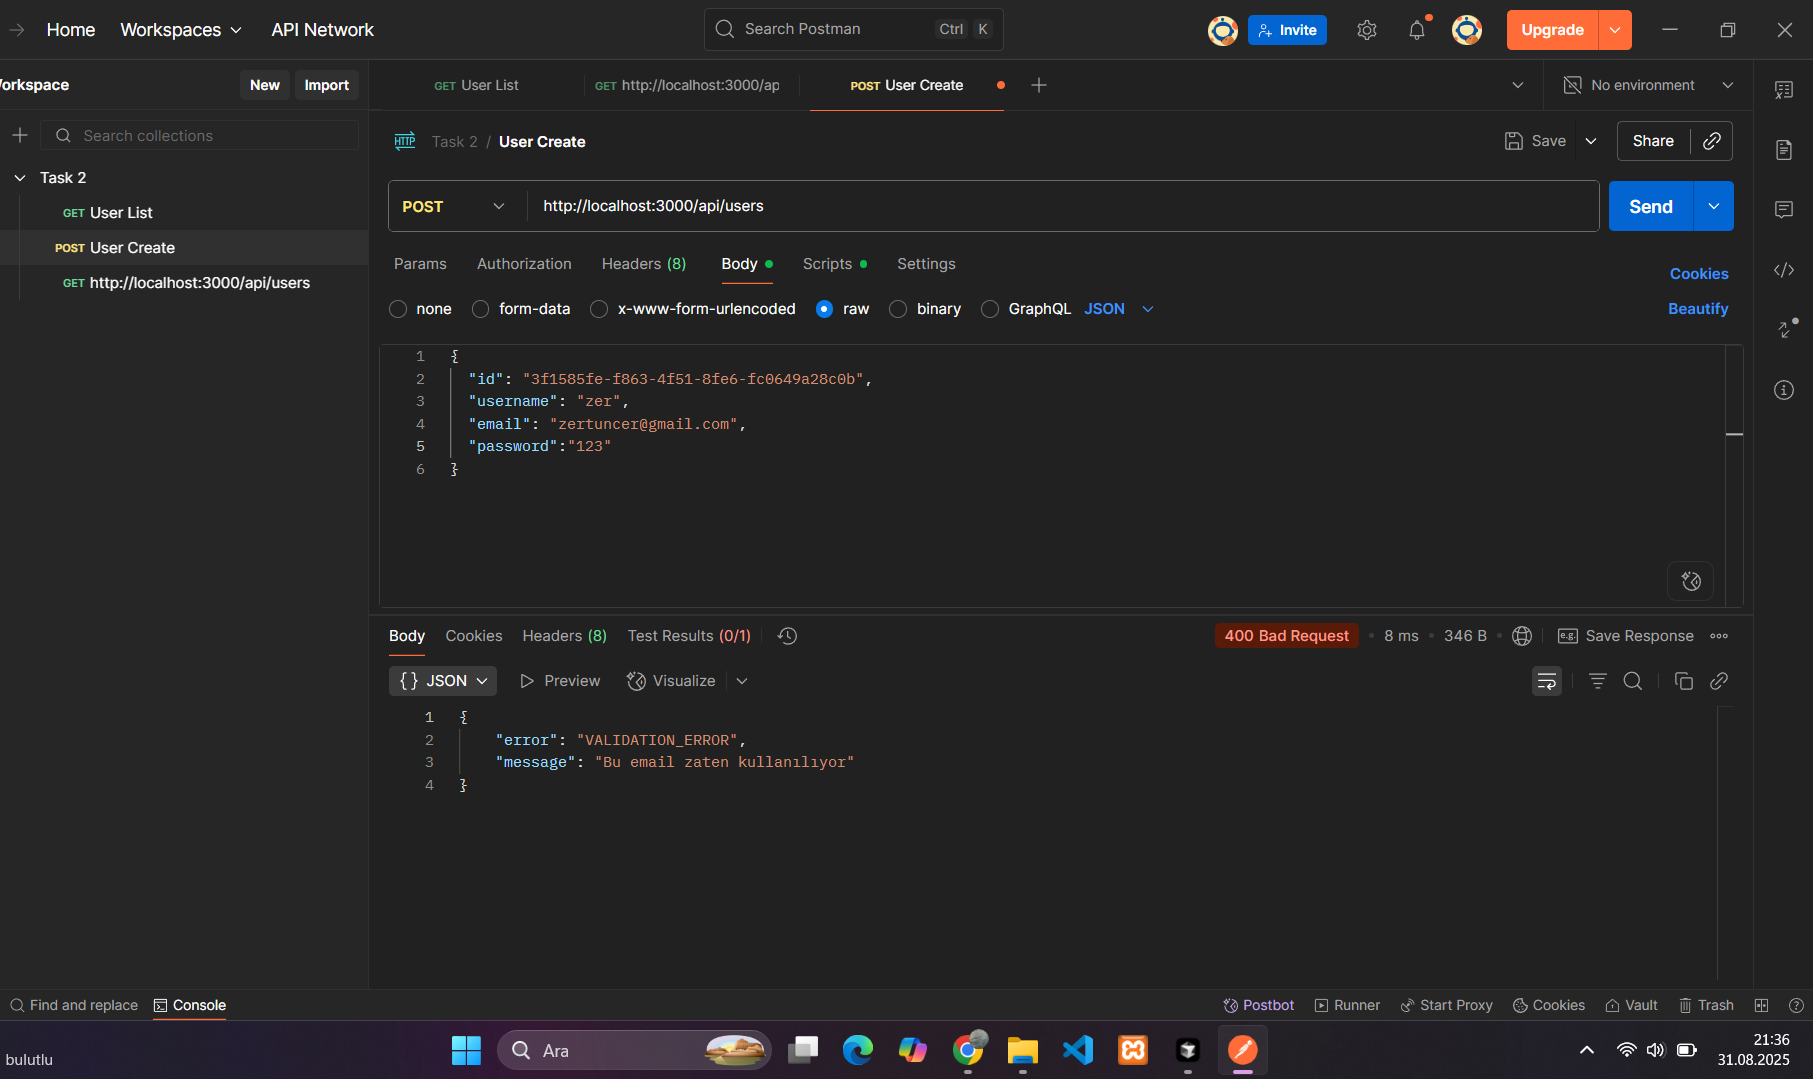 Home Workspaces API Network Search Postman Ctrl K Invite Upgrade
orkspace New Import GET User List GET http://localhost:3000/ap POST User Create No environment
Search collections
Task 2 / User Create Save Share
Task 2
GET User List
POST User Create
GET http://localhost:3000/api/users
POST http://localhost:3000/api/users Send
Params Authorization Headers (8) Body Scripts Settings Cookies
none form-data x-www-form-urlencoded raw binary GraphQL JSON Beautify
1 {
2 "id": "3f1585fe-f863-4f51-8fe6-fc0649a28c0b",
3 "username": "zer",
4 "email": "zertuncer@gmail.com",
5 "password":"123"
6 }
Body Cookies Headers (8) Test Results (0/1) 400 Bad Request 8 ms 346 B e.g. Save Response
{} JSON Preview Visualize
1 {
2 "error": "VALIDATION_ERROR",
3 "message": "Bu email zaten kullanılıyor"
4 }
Find and replace Console Postbot Runner Start Proxy Cookies Vault Trash
bulutlu Ara 21:36
31.08.2025